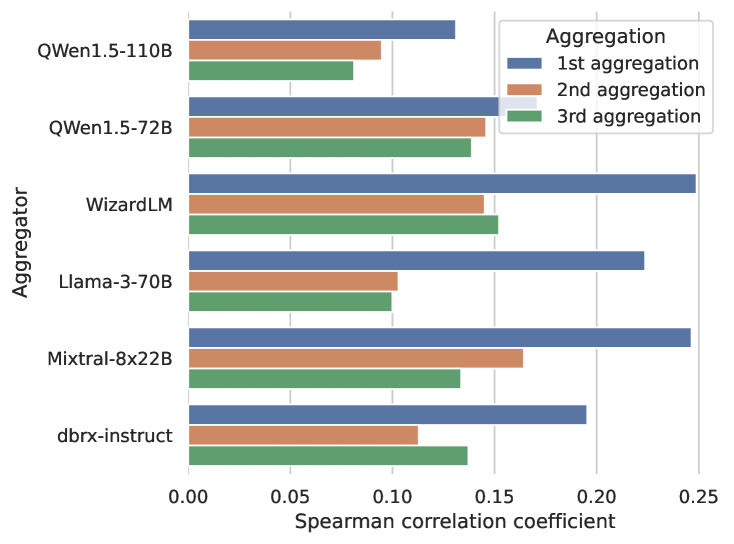 Aggregation
1st aggregation
2nd aggregation
3rd aggregation
Aggregator
QWen1.5-110B
QWen1.5-72B
WizardLM
Llama-3-70B
Mixtral-8x22B
dbrx-instruct
0.00 0.05 0.10 0.15 0.20 0.25
Spearman correlation coefficient